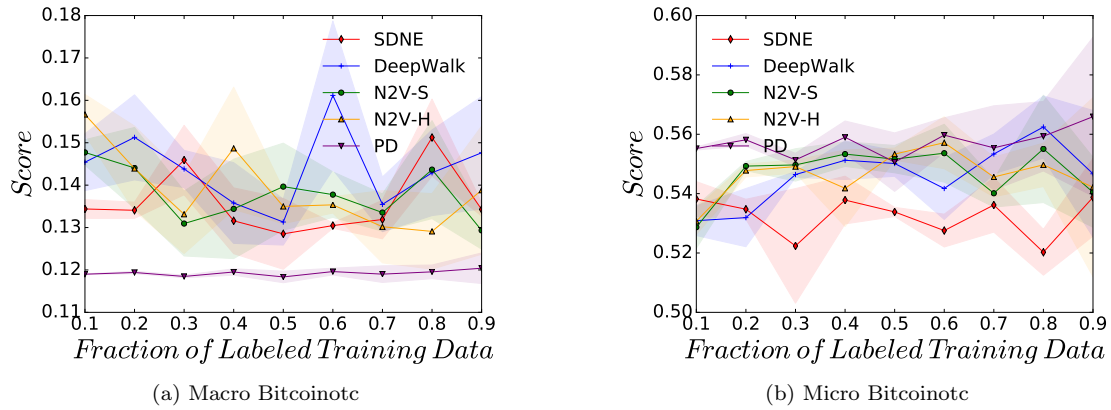 0.18
0.17
0.16
0.15
0.14
0.13
0.12
0.11
Score
SDNE
DeepWalk
N2V-S
N2V-H
PD
0.1 0.2 0.3 0.4 0.5 0.6 0.7 0.8 0.9
Fraction of Labeled Training Data
(a) Macro Bitcoinotc
0.60
0.58
0.56
0.54
0.52
0.50
Score
SDNE
DeepWalk
N2V-S
N2V-H
PD
0.1 0.2 0.3 0.4 0.5 0.6 0.7 0.8 0.9
Fraction of Labeled Training Data
(b) Micro Bitcoinotc